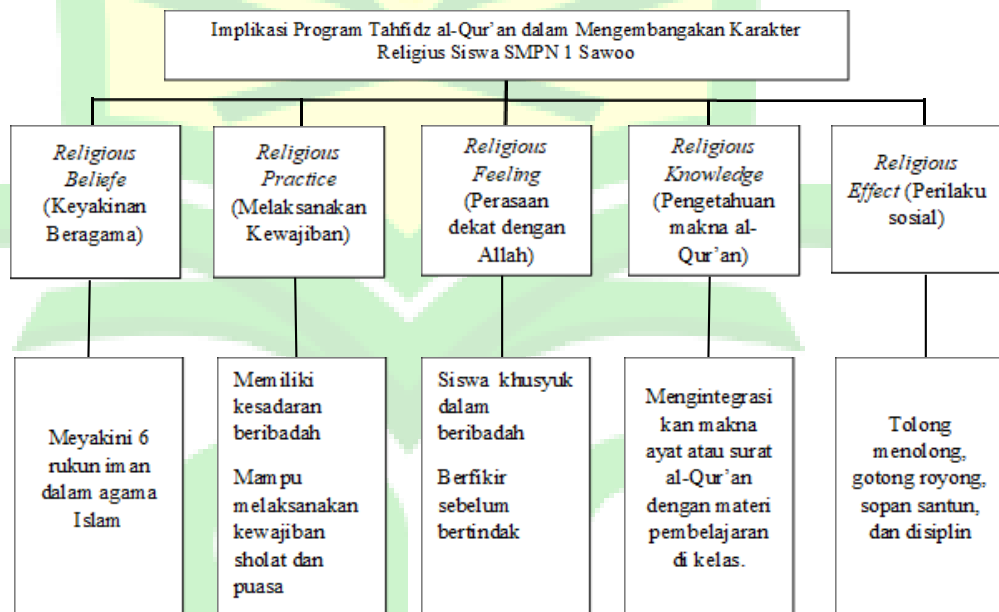 Implikasi Program Tahfidz al-Qur'an dalam Mengembangakan Karakter
Religius Siswa SMPN 1 Sawoo
Religious
Beliefe
(Keyakinan
Beragama)
Religious
Practice
(Melaksanakan
Kewajiban)
Religious
Feeling
(Perasaan
dekat dengan
Allah)
Religious
Knowledge
(Pengetahuan
makna al-
Qur'an)
Religious
Effect (Perilaku
sosial)
Meyakini 6
rukun iman
dalam agama
Islam
Memiliki
kesadaran
beribadah
Mampu
melaksanakan
kewajiban
sholat dan
puasa
Siswa khusyuk
dalam
beribadah
Berfikir
sebelum
bertindak
Mengintegrasi
kan makna
ayat atau surat
al-Qur'an
dengan materi
pembelajaran
di kelas.
Tolong
menolong,
gotong royong,
sopan santun,
dan disiplin